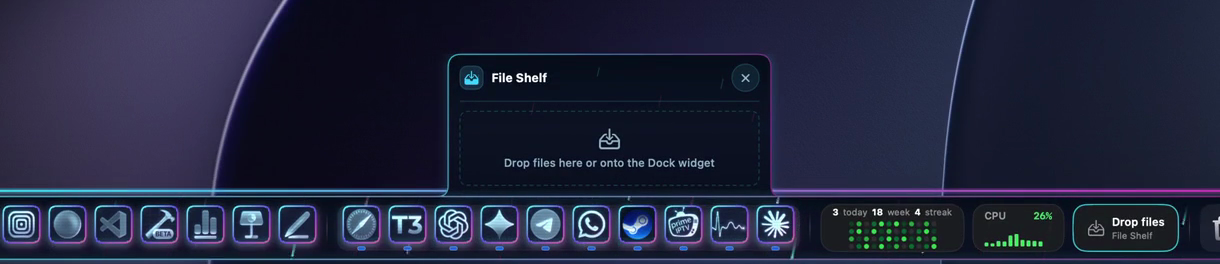 File Shelf
Drop files here or onto the Dock widget
BETA
T3
Prime
IPTV
3 today 18 week 4 streak
CPU 26%
Drop files
File Shelf